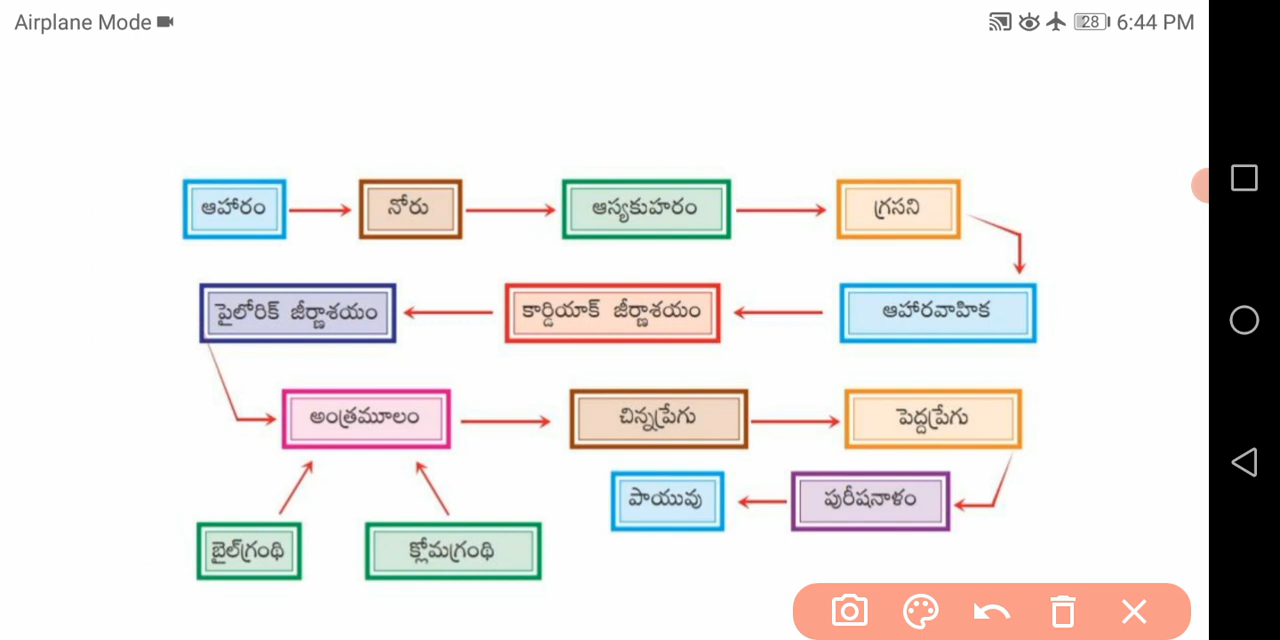 Airplane Mode 28 6:44 PM
ఆహారం నోరు ఆస్యకుహరం గ్రసని
పైలోరిక్ జీర్ణాశయం కార్డియాక్ జీర్ణాశయం ఆహారవాహిక
అంత్రమూలం చిన్నప్రేగు పెద్దప్రేగు
పాయువు పురీషనాళం
బైల్‌గ్రంథి క్లోమగ్రంథి